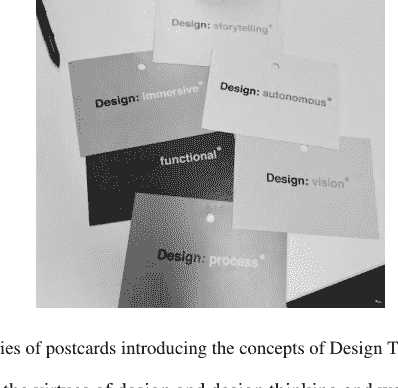 Design: storytelling*
Design: immersive*
Design: autonomous*
functional*
Design: vision*
Design: process*
ies of postcards introducing the concepts of Design T